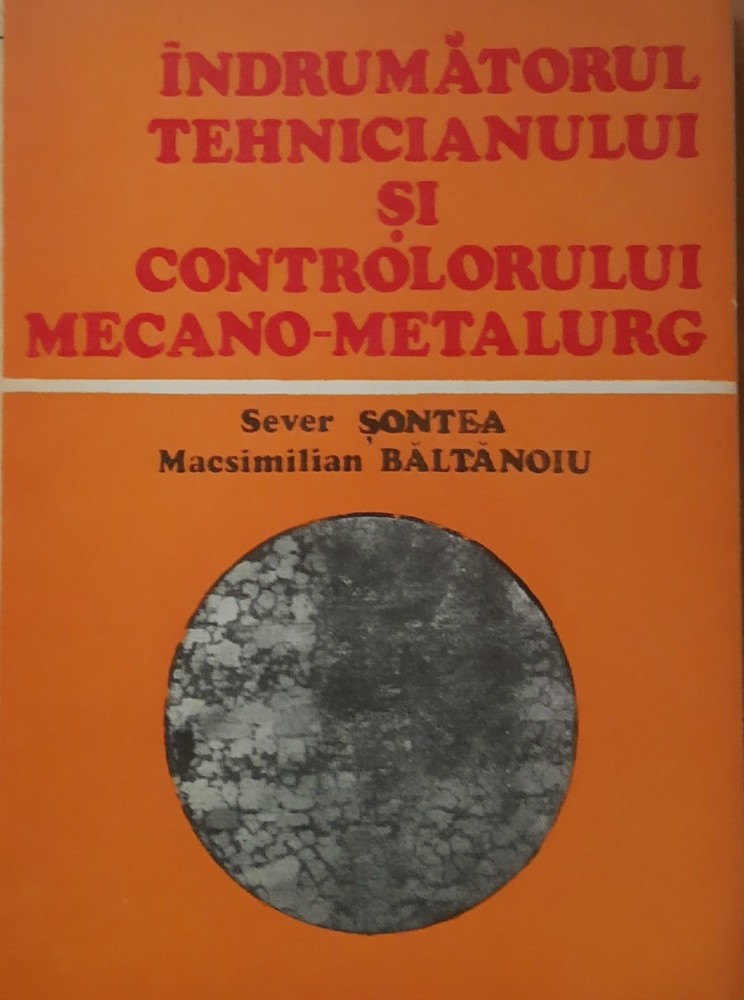 ÎNDRUMĂTORUL
TEHNICIANULUI
ȘI
CONTROLORULUI
MECANO-METALURG
Sever ȘONTEA
Macsimilian BĂLTĂNOIU